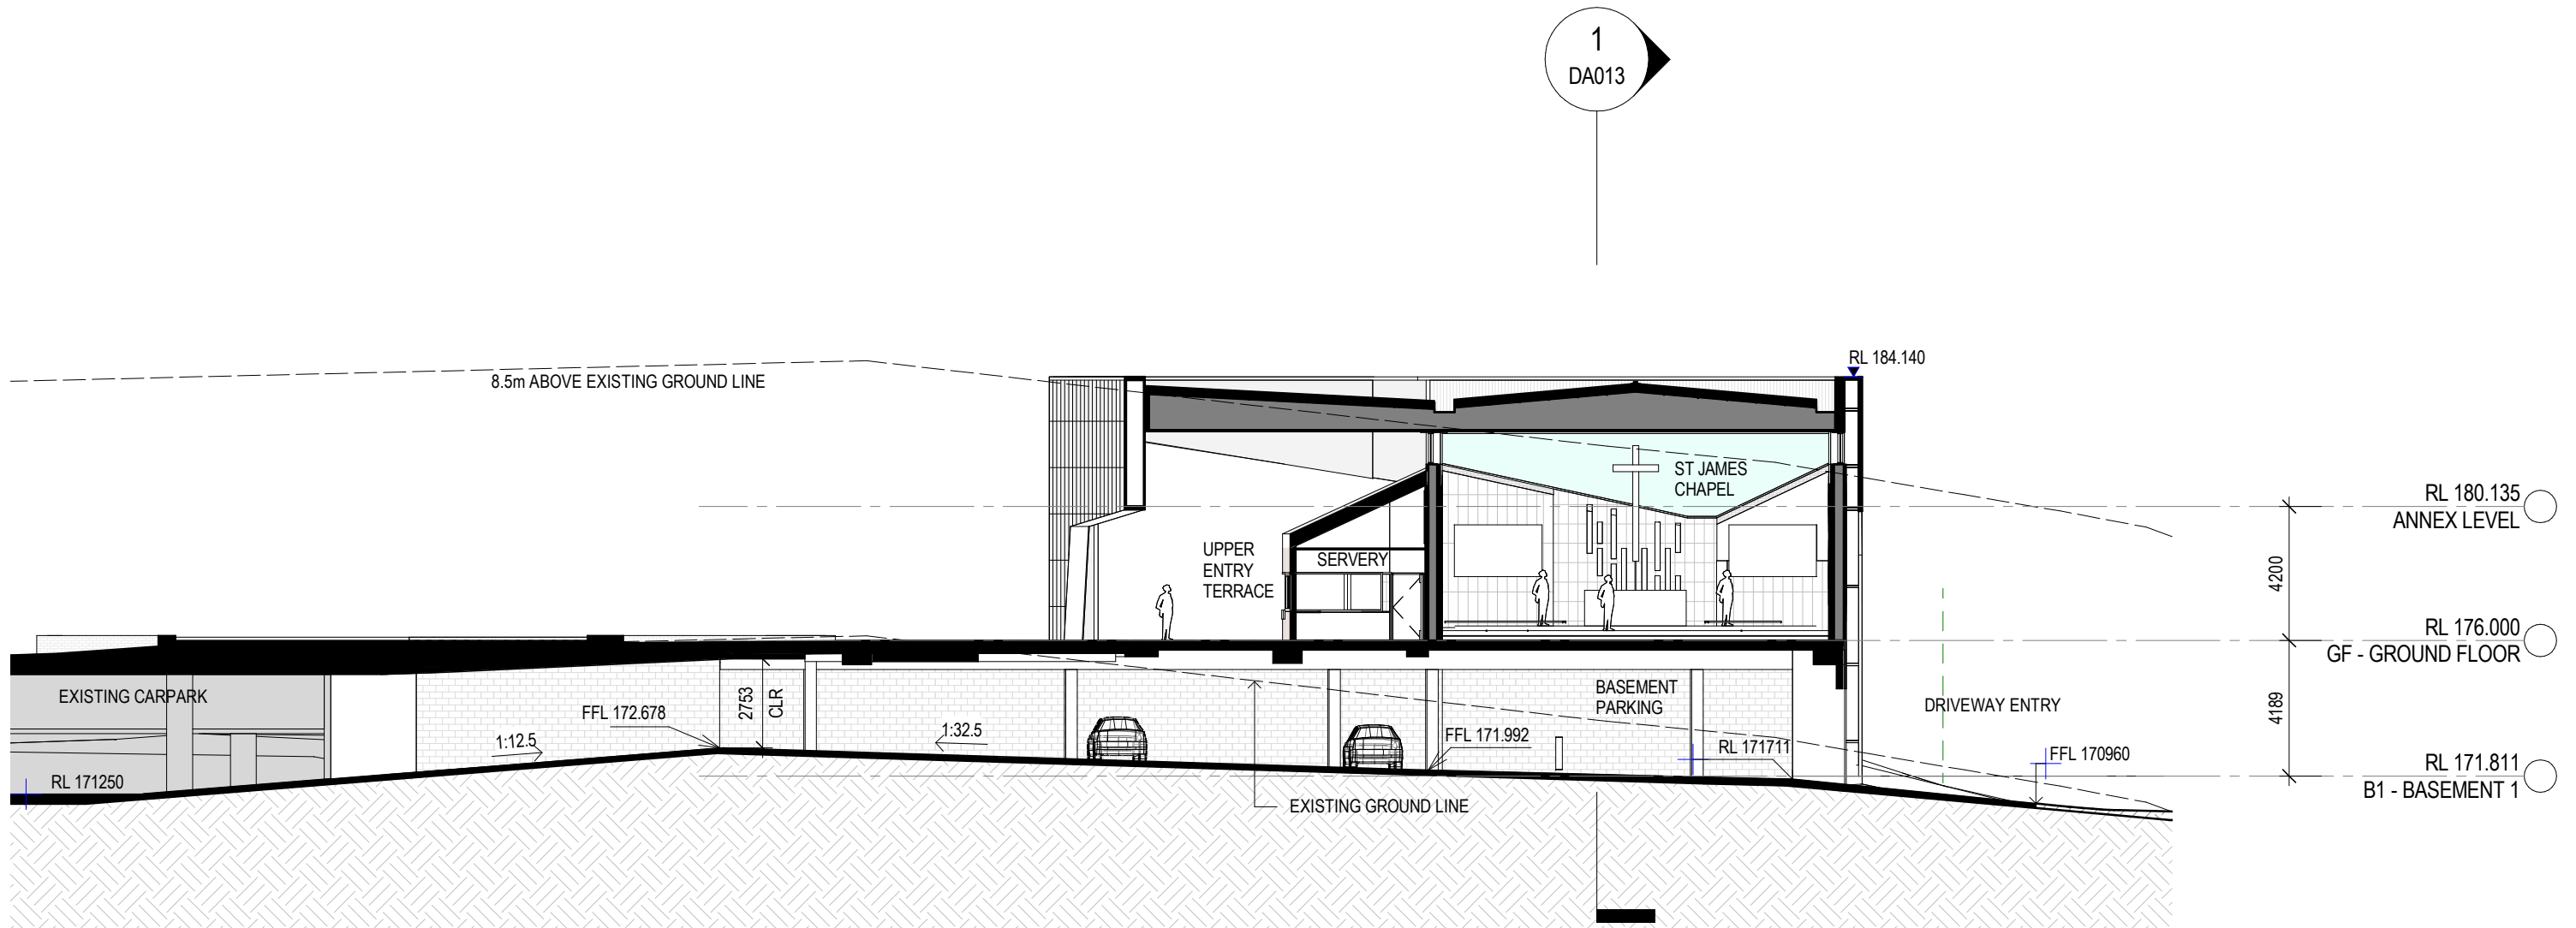 1
DA013
RL 184.140
8.5m ABOVE EXISTING GROUND LINE
ST JAMES
CHAPEL
RL 180.135
ANNEX LEVEL
UPPER
ENTRY
TERRACE
SERVERY
4200
RL 176.000
GF - GROUND FLOOR
EXISTING CARPARK
FFL 172.678
2753
CLR
1:12.5
1:32.5
BASEMENT
PARKING
FFL 171.992
RL 171711
DRIVEWAY ENTRY
4189
FFL 170960
RL 171250
EXISTING GROUND LINE
RL 171.811
B1 - BASEMENT 1